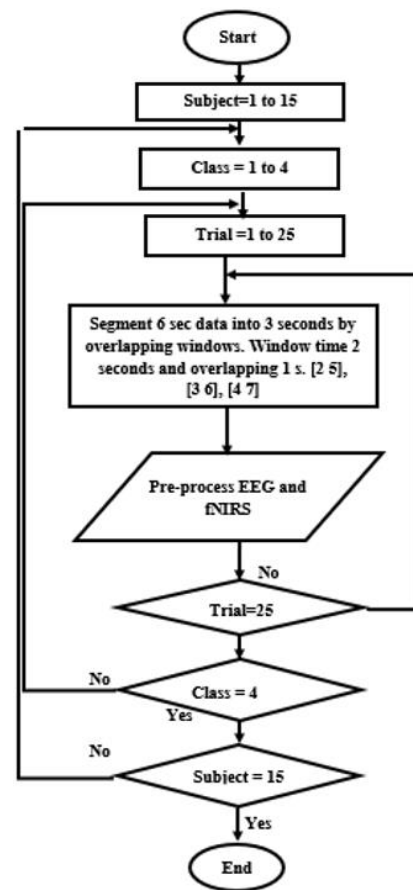 Start
Subject=1 to 15
Class = 1 to 4
Trial =1 to 25
Segment 6 sec data into 3 seconds by
overlapping windows. Window time 2
seconds and overlapping 1 s. [2 5],
[3 6], [4 7]
Pre-process EEG and
fNIRS
No
Trial=25
No
Class = 4
Yes
No
Subject = 15
Yes
End